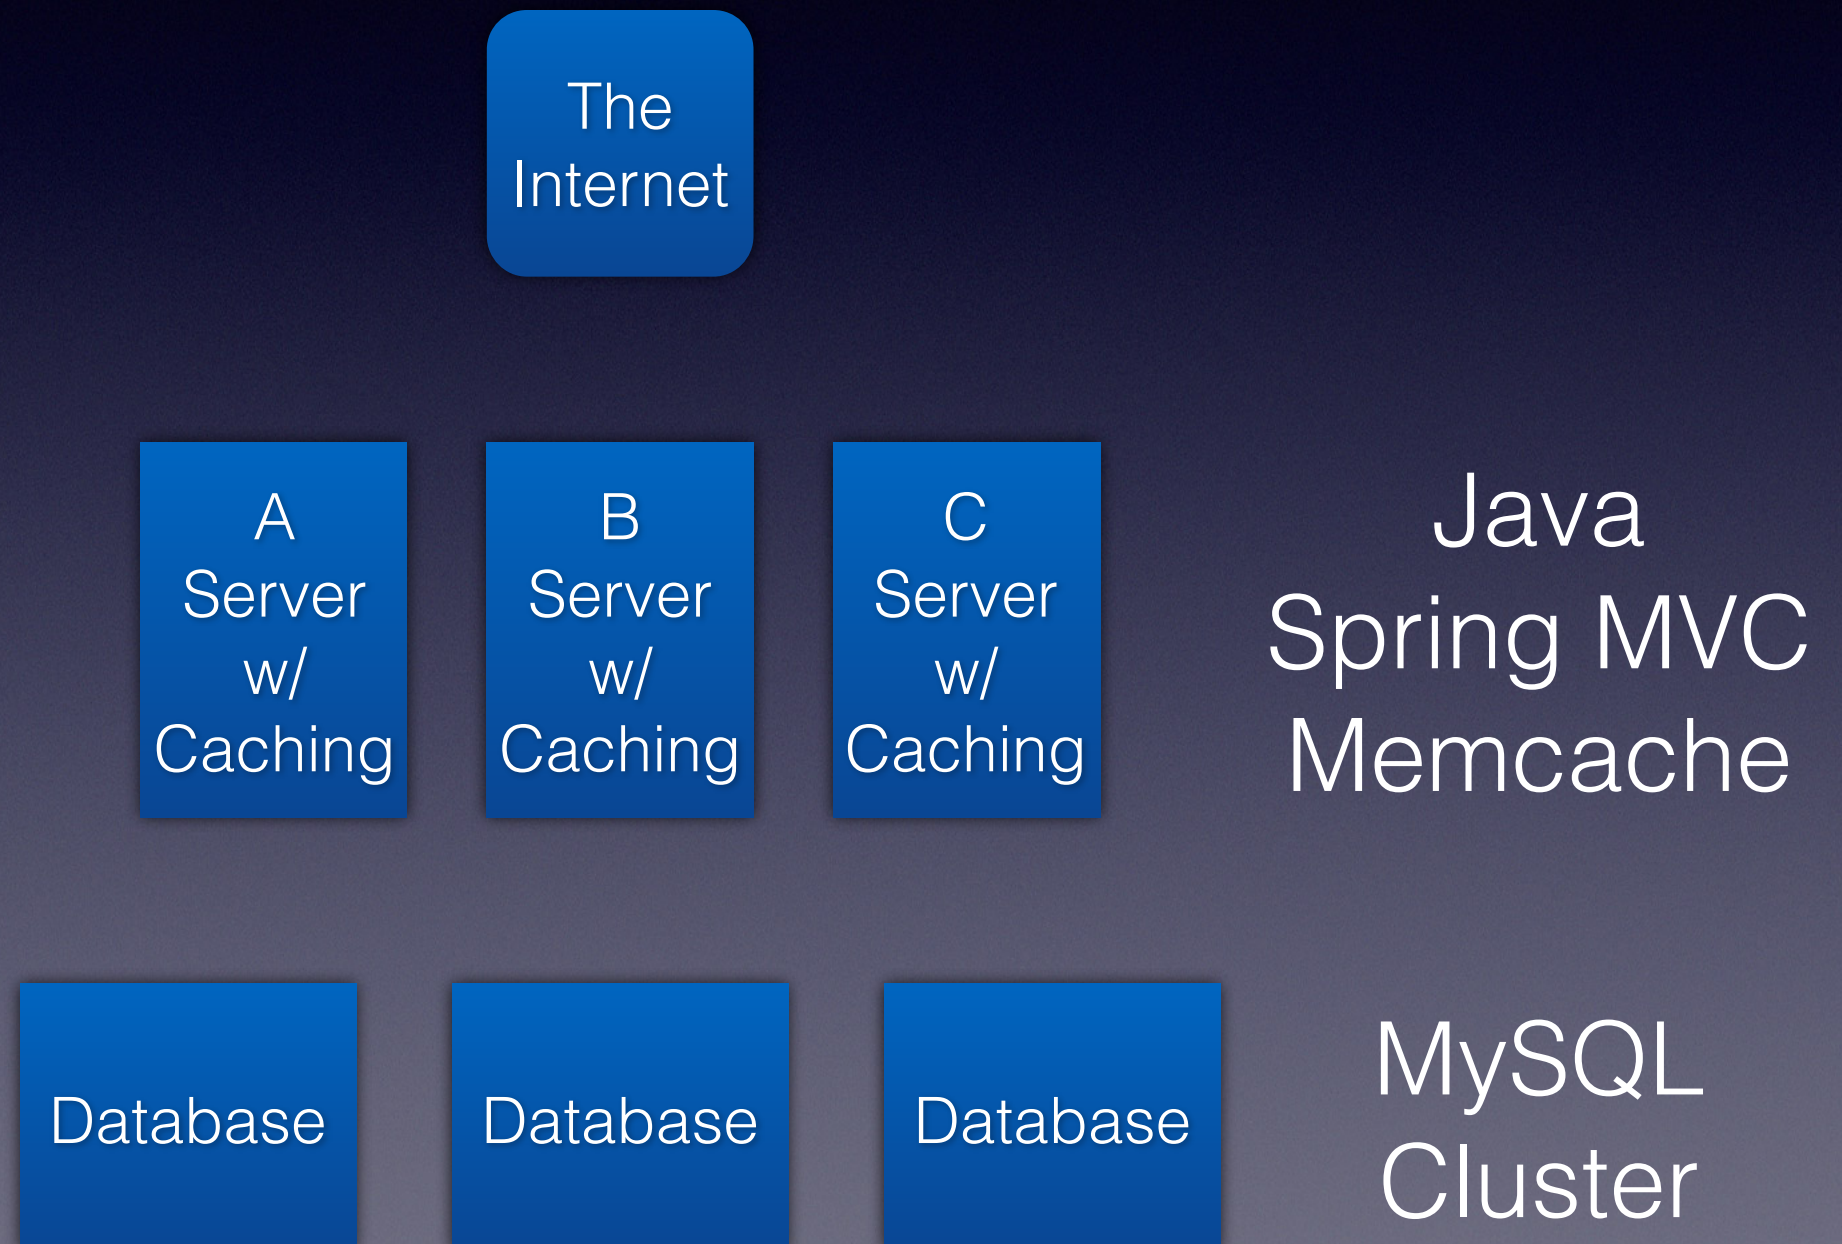 The
Internet
A
Server
w/
Caching
B
Server
w/
Caching
C
Server
w/
Caching
Java
Spring MVC
Memcache
Database
Database
Database
MySQL
Cluster